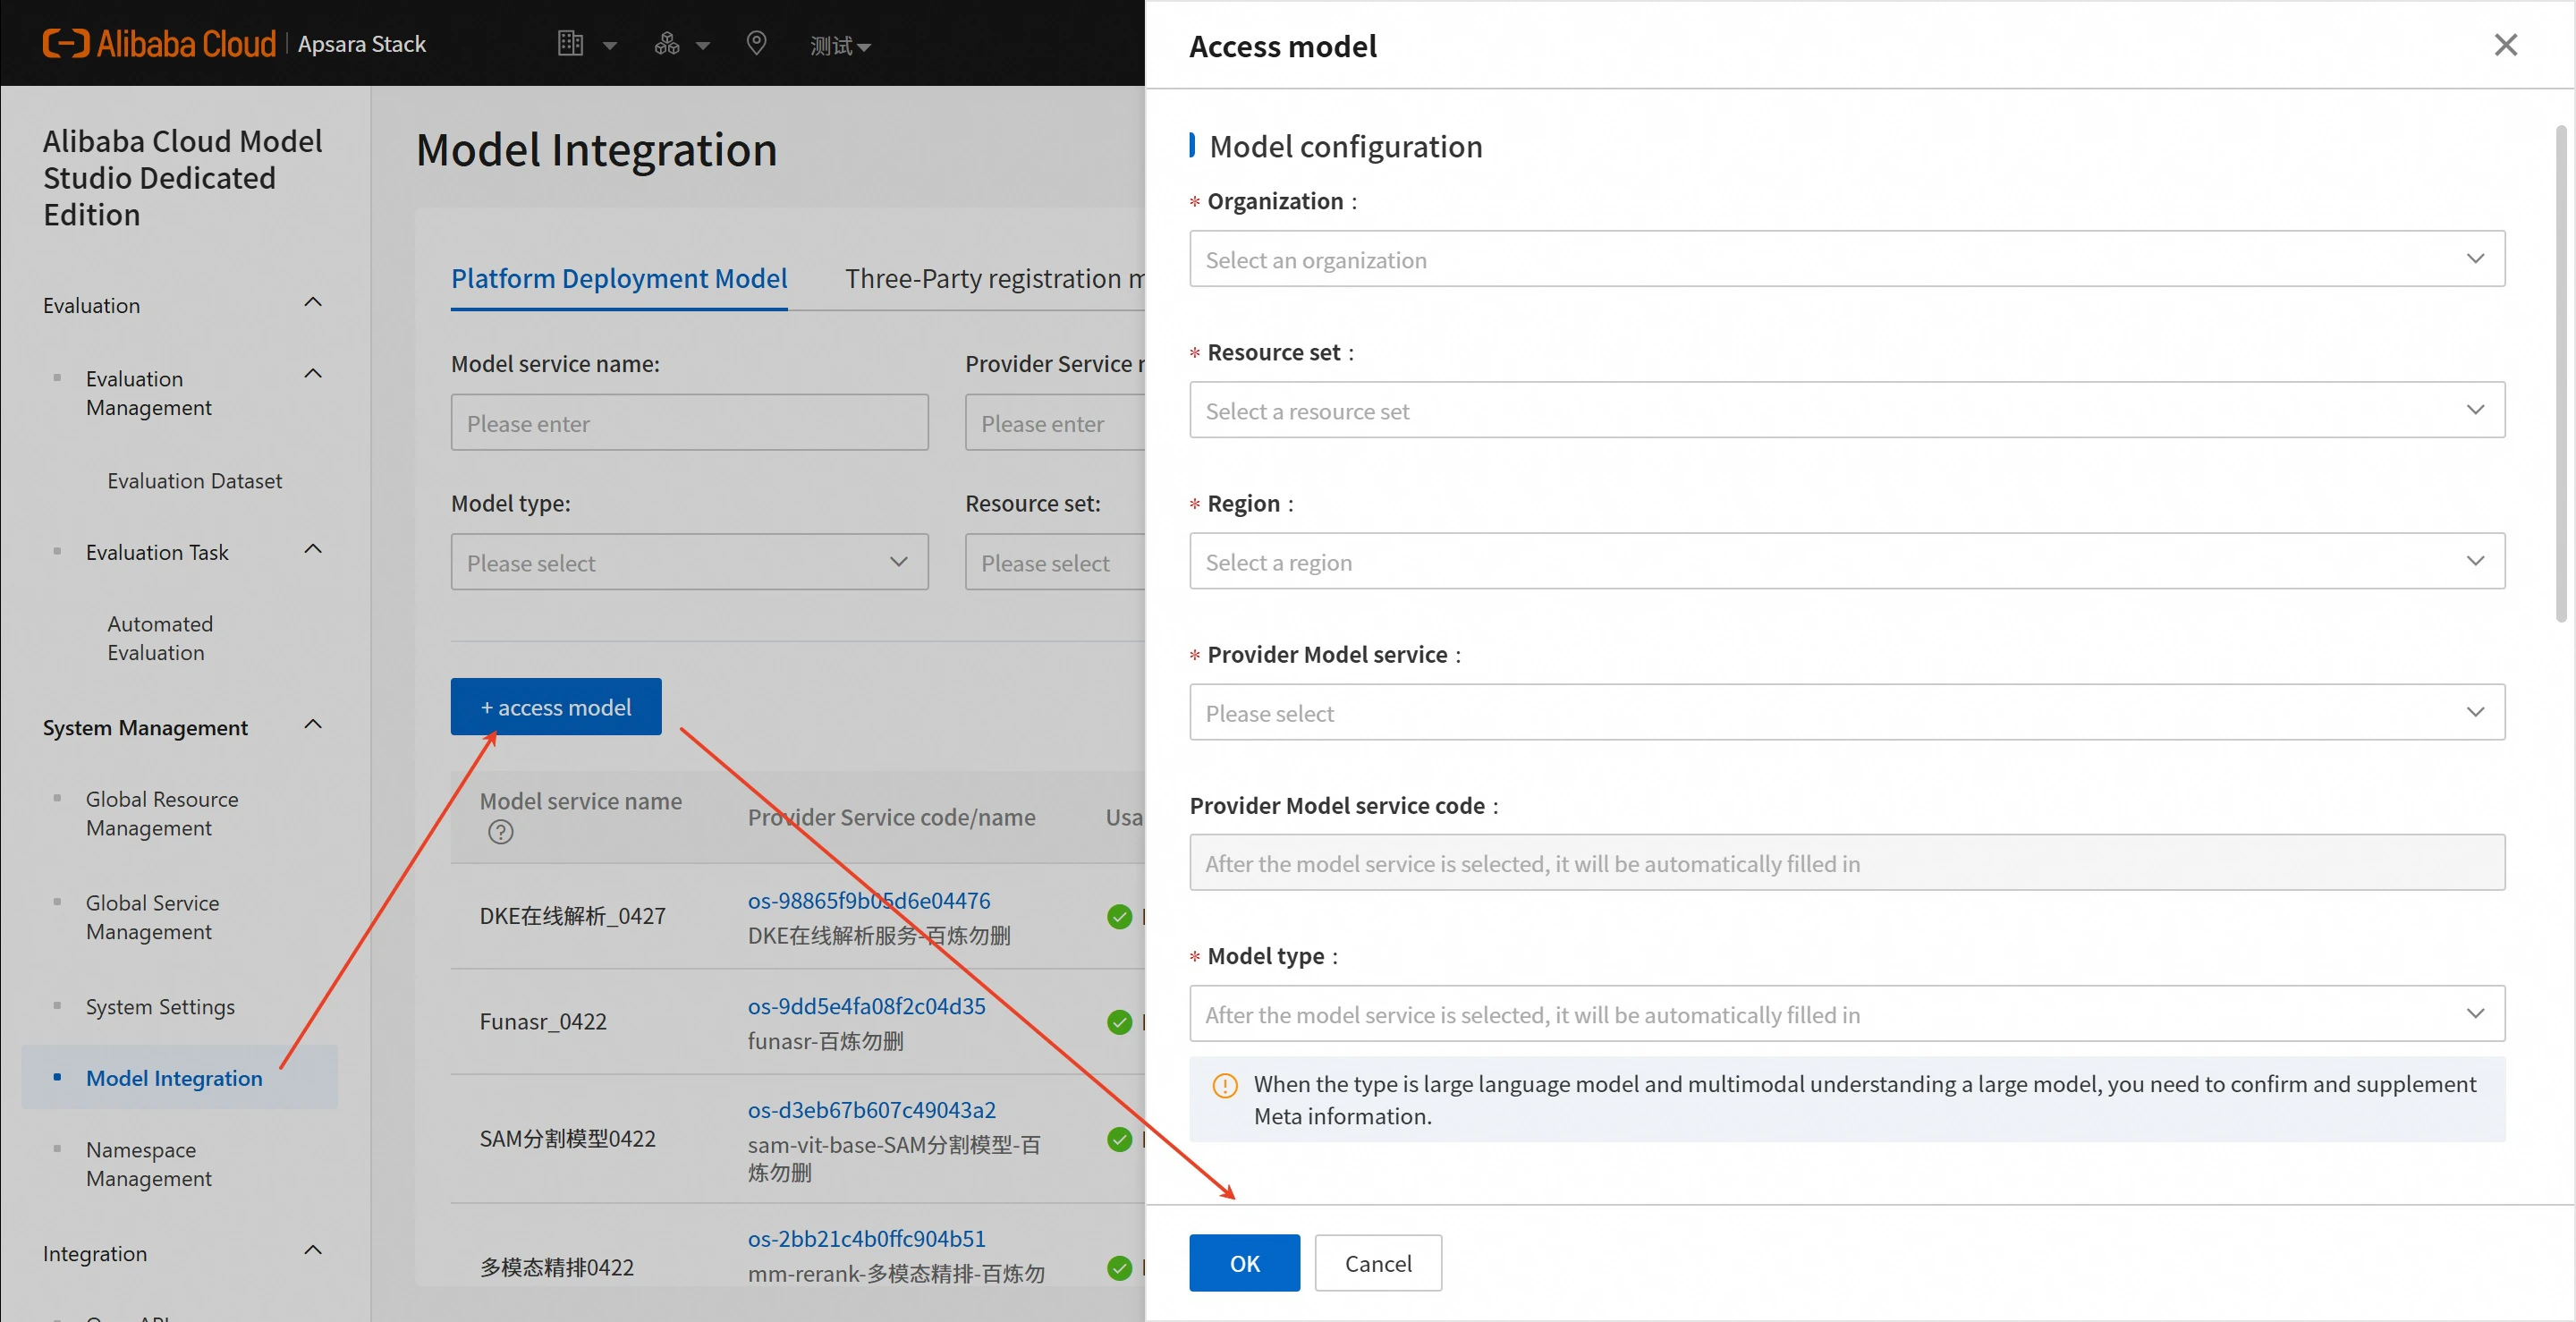 Alibaba Cloud | Apsara Stack
测试
Alibaba Cloud Model
Studio Dedicated
Edition
Evaluation
Evaluation
Management
Evaluation Dataset
Evaluation Task
Automated
Evaluation
System Management
Global Resource
Management
Global Service
Management
System Settings
Model Integration
Namespace
Management
Integration
Model Integration
Platform Deployment Model
Three-Party registration
Model service name:
Provider Service
Please enter
Please enter
Model type:
Resource set:
Please select
Please select
+ access model
Model service name
Provider Service code/name
DKE在线解析_0427
os-98865f9b05d6e04476
DKE在线解析服务-百炼勿删
Funasr_0422
os-9dd5e4fa08f2c04d35
funasr-百炼勿删
SAM分割模型0422
os-d3eb67b607c49043a2
sam-vit-base-SAM分割模型-百
炼勿删
多模态精排0422
os-2bb21c4b0ffc904b51
mm-rerank-多模态精排-百炼勿
Access model
Model configuration
* Organization :
Select an organization
* Resource set :
Select a resource set
* Region :
Select a region
* Provider Model service :
Please select
Provider Model service code :
After the model service is selected, it will be automatically filled in
* Model type :
After the model service is selected, it will be automatically filled in
When the type is large language model and multimodal understanding a large model, you need to confirm and supplement
Meta information.
OK
Cancel